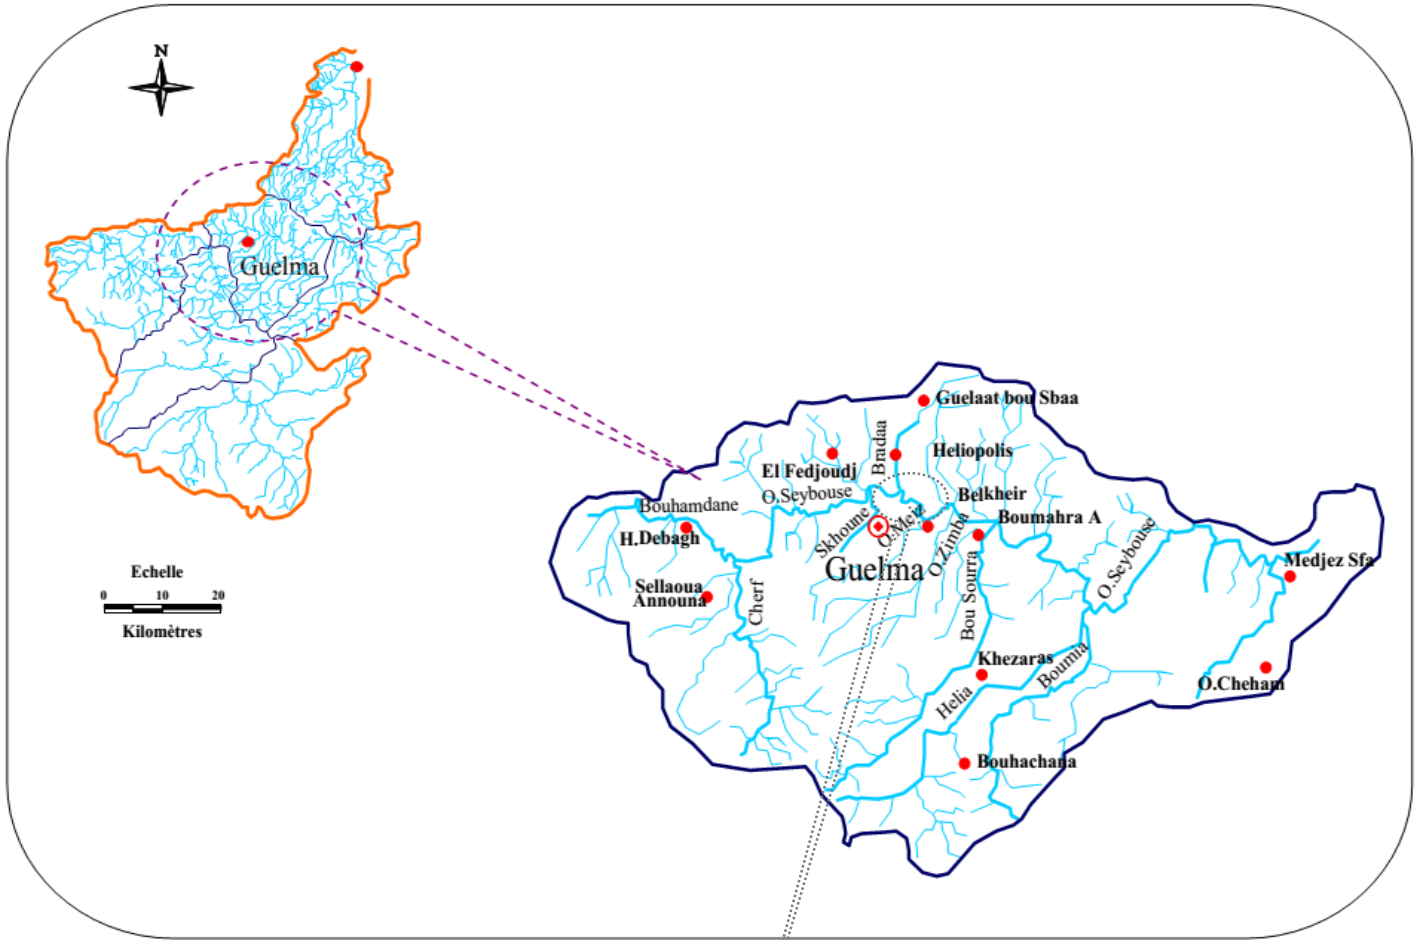 N
Guelma
Echelle
0 10 20
Kilomètres
Guelaat bou Sbaa
Bradaa
Heliopolis
El Fedjoudj
O.Seybouse
Belkheir
Bouhamdane
H.Debagh
Skhoune
O.Meiz
O.Zimba
Boumahra A
Guelma
O.Seybouse
Medjez Sfa
Sellaoua
Announa
Cherf
Bou Sourra
Khezaras
Boumia
Helia
O.Cheham
Bouhachana